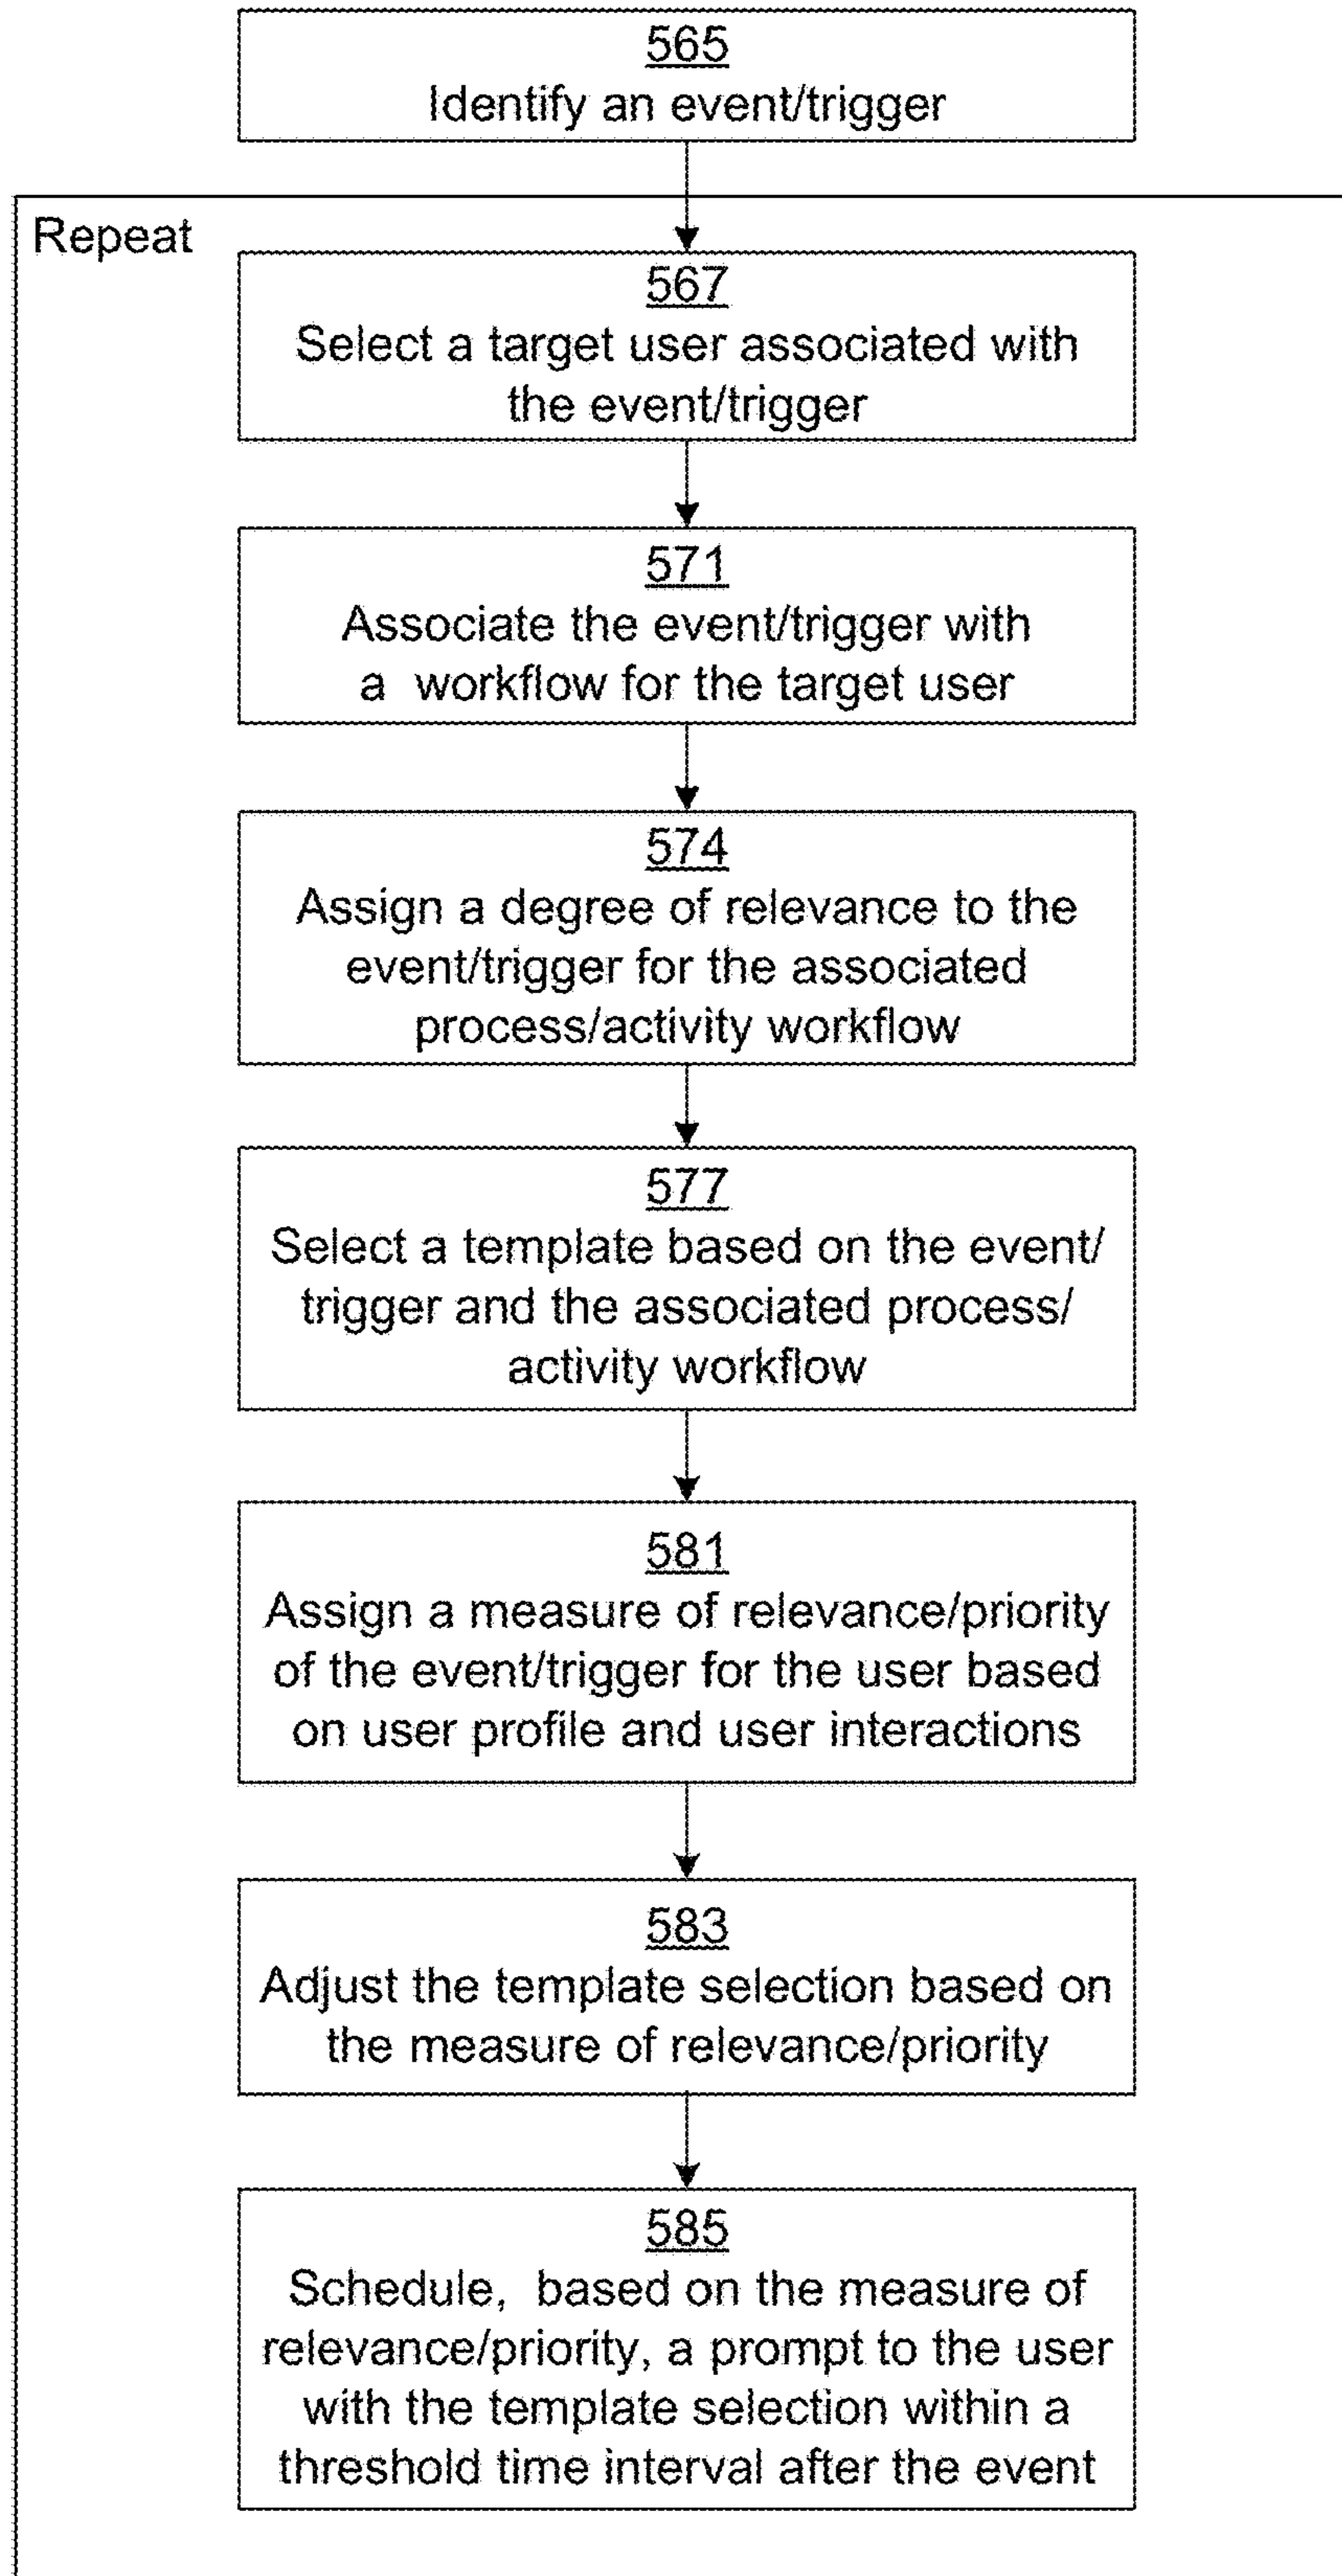 565
Identify an event/trigger
Repeat
567
Select a target user associated with
the event/trigger
571
Associate the event/trigger with
a workflow for the target user
574
Assign a degree of relevance to the
event/trigger for the associated
process/activity workflow
577
Select a template based on the event/
trigger and the associated process/
activity workflow
581
Assign a measure of relevance/priority
of the event/trigger for the user based
on user profile and user interactions
583
Adjust the template selection based on
the measure of relevance/priority
585
Schedule, based on the measure of
relevance/priority, a prompt to the user
with the template selection within a
threshold time interval after the event